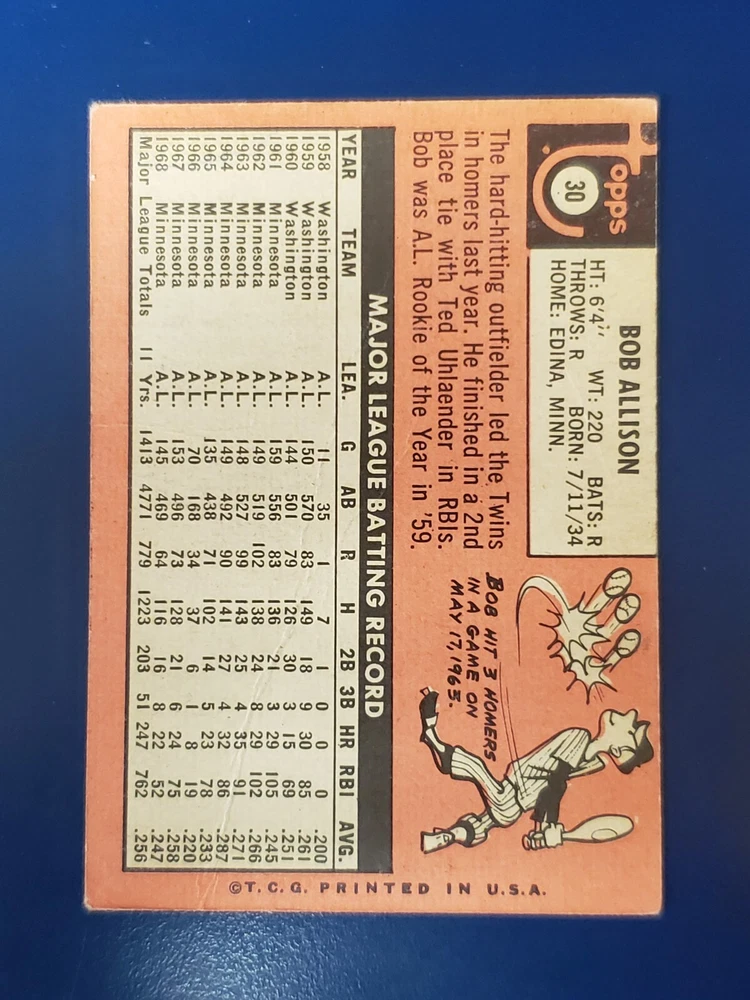 Topps
30
BOB ALLISON
HT: 6'4" WT: 220 BATS: R
THROWS: R BORN: 7/11/34
HOME: EDINA, MINN.
The hard-hitting outfielder led the Twins
in homers last year. He finished in a 2nd
place tie with Ted Uhlaender in RBIs.
Bob was A.L. Rookie of the Year in '59.
BOB HIT 3 HOMERS
IN A GAME ON
MAY 17, 1963.
MAJOR LEAGUE BATTING RECORD
YEAR TEAM LEA. G AB R H 2B 3B HR RBI AVG.
1958 Washington A.L. 11 35 1 7 1 0 0 0 .200
1959 Washington A.L. 150 570 83 149 18 9 30 85 .261
1960 Washington A.L. 144 501 79 126 30 3 15 69 .251
1961 Minnesota A.L. 159 556 83 136 21 3 29 105 .245
1962 Minnesota A.L. 149 519 102 138 24 8 29 102 .266
1963 Minnesota A.L. 148 527 99 143 25 4 35 91 .271
1964 Minnesota A.L. 149 492 90 141 27 4 32 86 .287
1965 Minnesota A.L. 135 438 71 102 14 5 23 78 .233
1966 Minnesota A.L. 70 168 34 37 6 1 8 19 .220
1967 Minnesota A.L. 153 496 73 128 21 6 24 75 .258
1968 Minnesota A.L. 145 469 64 116 16 8 22 52 .247
Major League Totals 11 Yrs. 1413 4771 779 1223 203 51 247 762 .256
©T.C.G. PRINTED IN U.S.A.